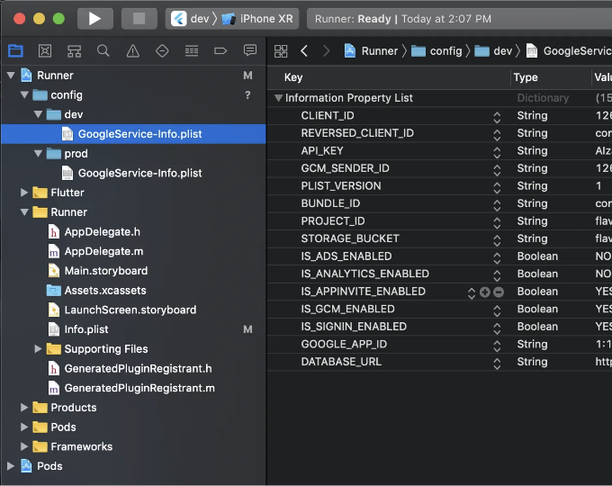 dev iPhone XR Runner: Ready | Today at 2:07 PM
Runner config dev GoogleServic
Runner M
config ?
dev
GoogleService-Info.plist
prod
GoogleService-Info.plist
Flutter
Runner
AppDelegate.h
AppDelegate.m
Main.storyboard
Assets.xcassets
LaunchScreen.storyboard
Info.plist M
Supporting Files
GeneratedPluginRegistrant.h
GeneratedPluginRegistrant.m
Products
Pods
Frameworks
Pods
Key Type Valu
Information Property List Dictionary (15
CLIENT_ID String 126
REVERSED_CLIENT_ID String con
API_KEY String AIza
GCM_SENDER_ID String 126
PLIST_VERSION String 1
BUNDLE_ID String con
PROJECT_ID String flav
STORAGE_BUCKET String flav
IS_ADS_ENABLED Boolean NO
IS_ANALYTICS_ENABLED Boolean NO
IS_APPINVITE_ENABLED Boolean YES
IS_GCM_ENABLED Boolean YES
IS_SIGNIN_ENABLED Boolean YES
GOOGLE_APP_ID String 1:1
DATABASE_URL String http